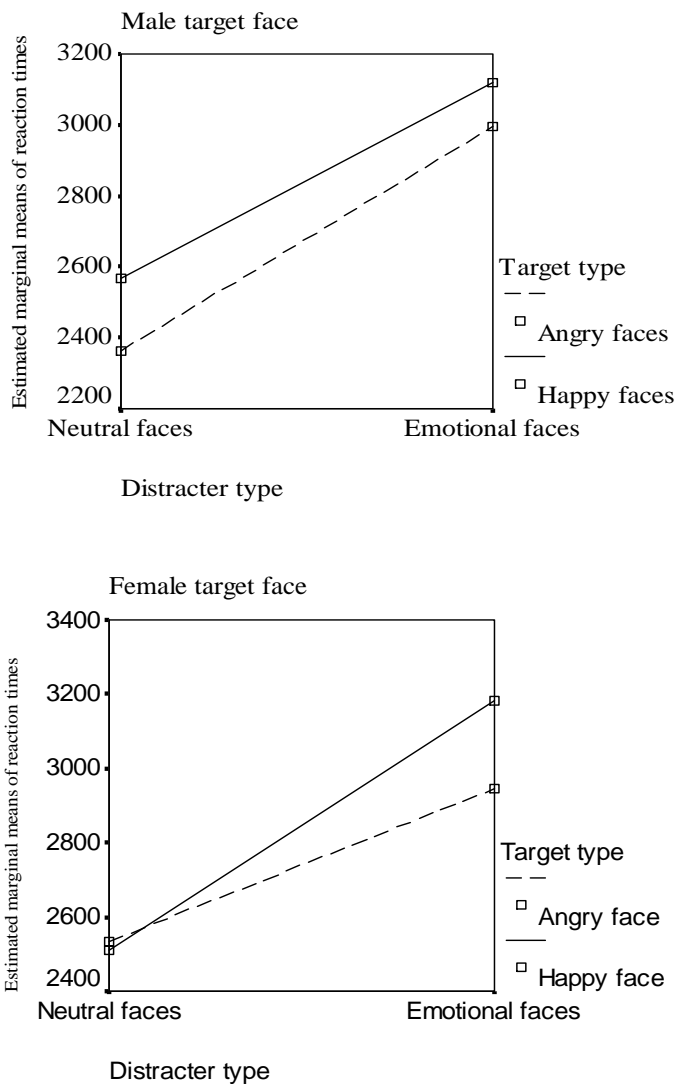 Male target face
Estimated marginal means of reaction times
3200
3000
2800
2600
2400
2200
Neutral faces
Emotional faces
Distracter type
Target type
Angry faces
Happy faces
Female target face
Estimated marginal means of reaction times
3400
3200
3000
2800
2600
2400
Neutral faces
Emotional faces
Distracter type
Target type
Angry face
Happy face